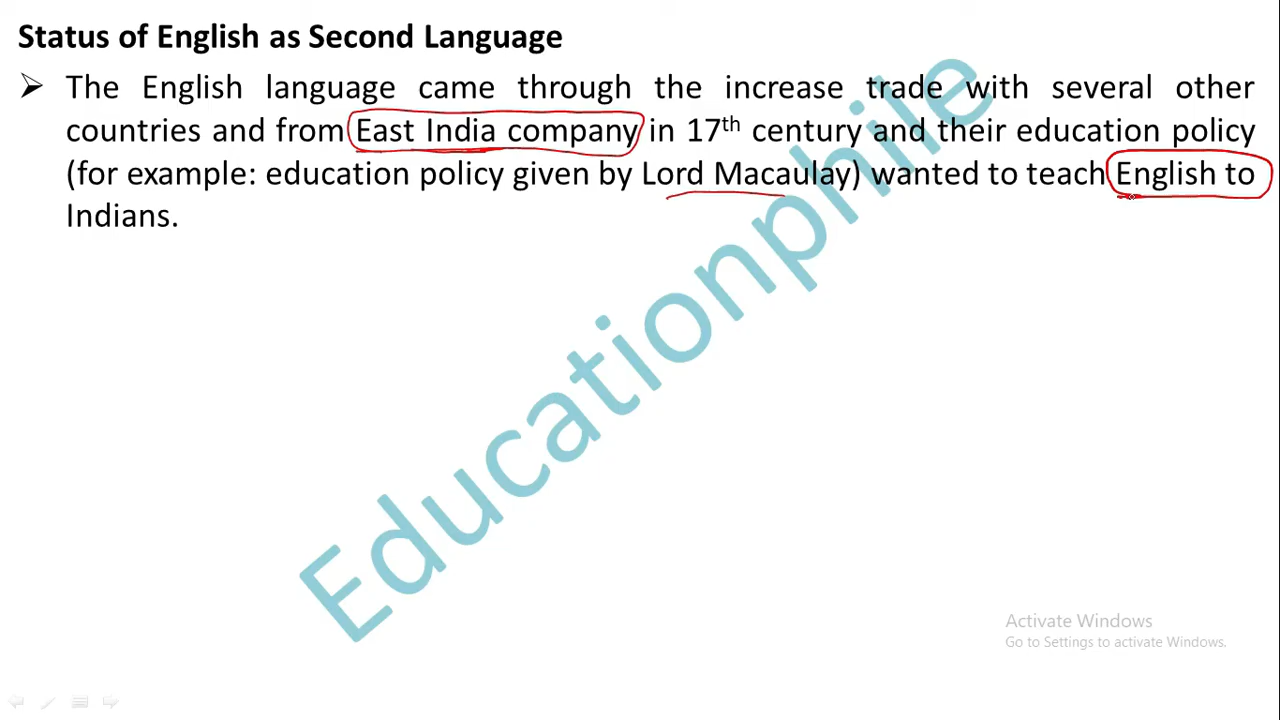 Status of English as Second Language
➢ The English language came through the increase trade with several other
countries and from East India company in 17th century and their education policy
(for example: education policy given by Lord Macaulay) wanted to teach English to
Indians.
Educationphile
Activate Windows
Go to Settings to activate Windows.